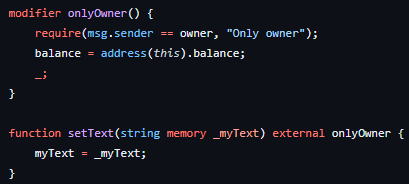 modifier onlyOwner() {
    require(msg.sender == owner, "Only owner");
    balance = address(this).balance;
    _;
}
function setText(string memory _myText) external onlyOwner {
    myText = _myText;
}